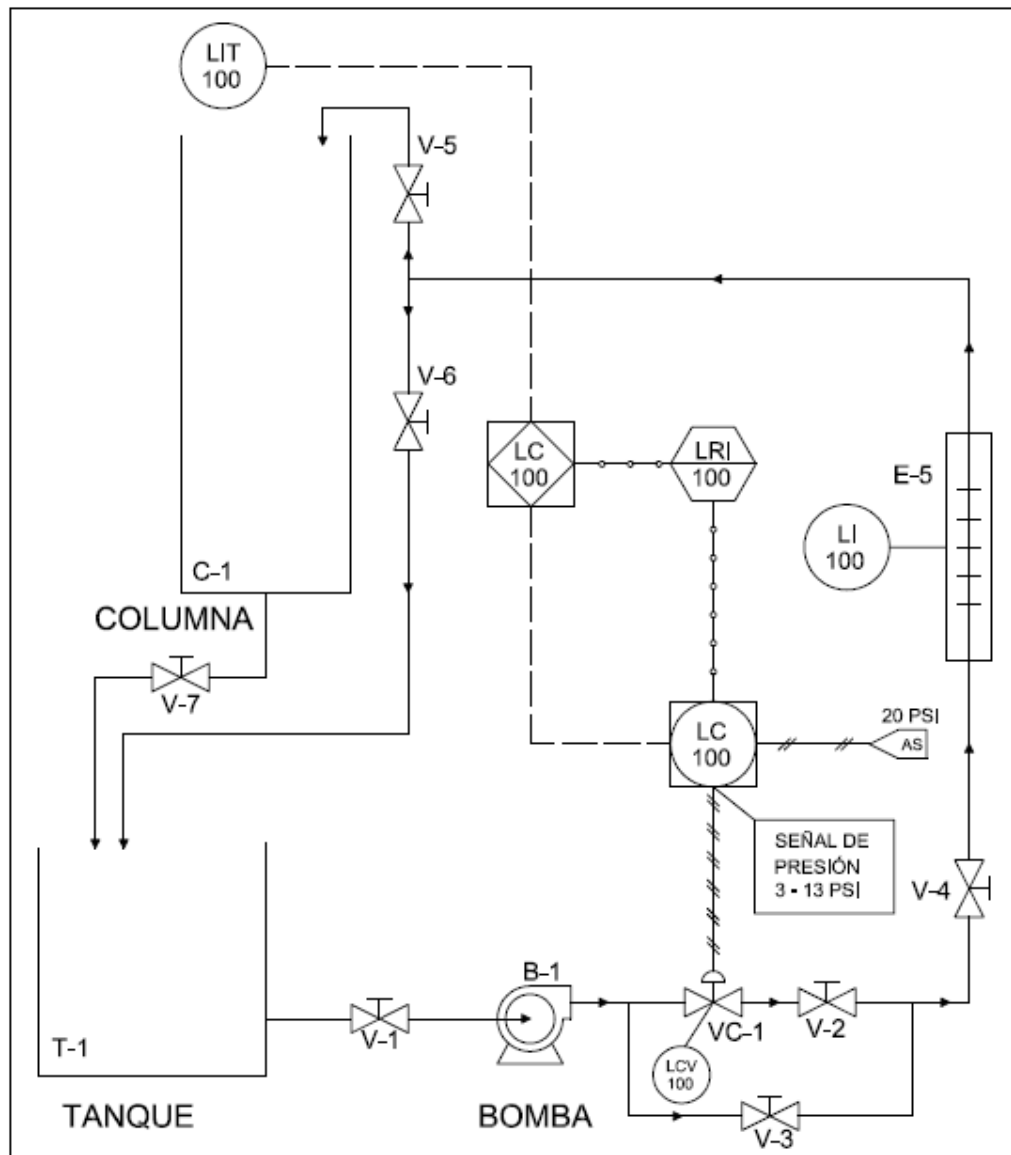 LIT
100
V-5
V-6
LC
100
LRI
100
E-5
LI
100
C-1
COLUMNA
V-7
LC
100
20 PSI
AS
SEÑAL DE
PRESIÓN
3 - 13 PSI
V-4
B-1
V-1
VC-1
V-2
LCV
100
T-1
TANQUE
BOMBA
V-3